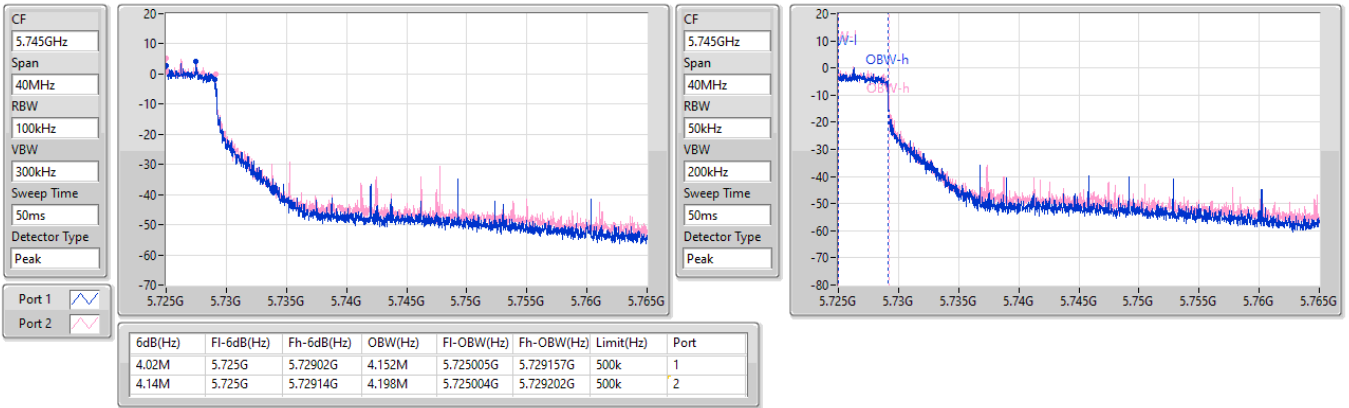 CF
5.745GHz
Span
40MHz
RBW
100kHz
VBW
300kHz
Sweep Time
50ms
Detector Type
Peak
Port 1
Port 2
20
10
0
-10
-20
-30
-40
-50
-60
-70
5.725G 5.73G 5.735G 5.74G 5.745G 5.75G 5.755G 5.76G 5.765G
CF
5.745GHz
Span
40MHz
RBW
50kHz
VBW
200kHz
Sweep Time
50ms
Detector Type
Peak
20
10
0
-10
-20
-30
-40
-50
-60
-70
-80
W-l
OBW-h
OBW-h
5.725G 5.73G 5.735G 5.74G 5.745G 5.75G 5.755G 5.76G 5.765G
6dB(Hz) Fl-6dB(Hz) Fh-6dB(Hz) OBW(Hz) Fl-OBW(Hz) Fh-OBW(Hz) Limit(Hz) Port
4.02M 5.725G 5.72902G 4.152M 5.725005G 5.729157G 500k 1
4.14M 5.725G 5.72914G 4.198M 5.725004G 5.729202G 500k 2